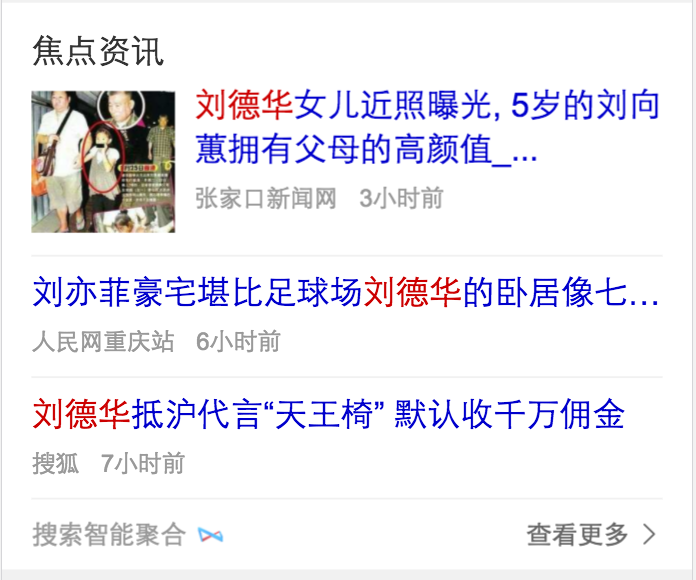 焦点资讯
刘德华女儿近照曝光, 5岁的刘向
蕙拥有父母的高颜值_...
张家口新闻网 3小时前
刘亦菲豪宅堪比足球场刘德华的卧居像七...
人民网重庆站 6小时前
刘德华抵沪代言“天王椅” 默认收千万佣金
搜狐 7小时前
搜索智能聚合
查看更多